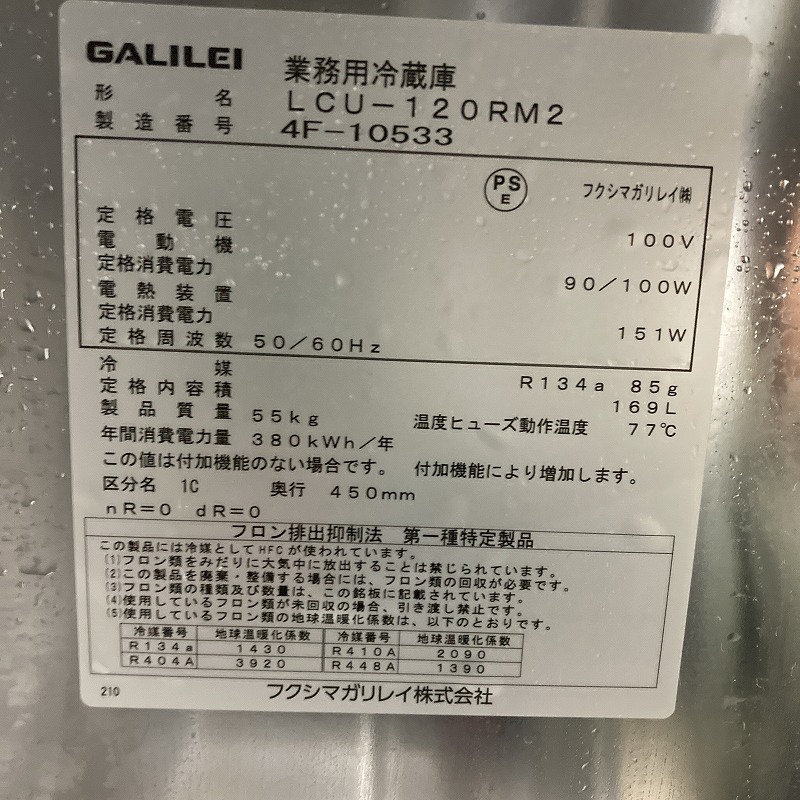 GALILEI 業務用冷蔵庫
形名 LCU-120RM2
製造番号 4F-10533
PS E フクシマガリレイ㈱
定格電圧 100V
電動機
定格消費電力 90/100W
電熱装置
定格消費電力 151W
定格周波数 50/60Hz
冷媒 R134a 85g
定格内容積 169L
製品質量 55kg 温度ヒューズ動作温度 77℃
年間消費電力量 380kWh/年
この値は付加機能のない場合です。 付加機能により増加します。
区分名 1C 奥行 450mm
nR=0 dR=0
フロン排出抑制法 第一種特定製品
この製品には冷媒としてHFCが使われています。
(1)フロン類をみだりに大気中に放出することは禁じられています。
(2)この製品を廃棄・整備する場合には、フロン類の回収が必要です。
(3)フロン類の種類及び数量は、この銘板に記載されています。
(4)使用しているフロン類が未回収の場合、引き渡し禁止です。
(5)使用しているフロン類の地球温暖化係数は、以下のとおりです。
冷媒番号 地球温暖化係数 冷媒番号 地球温暖化係数
R134a 1430 R410A 2090
R404A 3920 R448A 1390
210 フクシマガリレイ株式会社